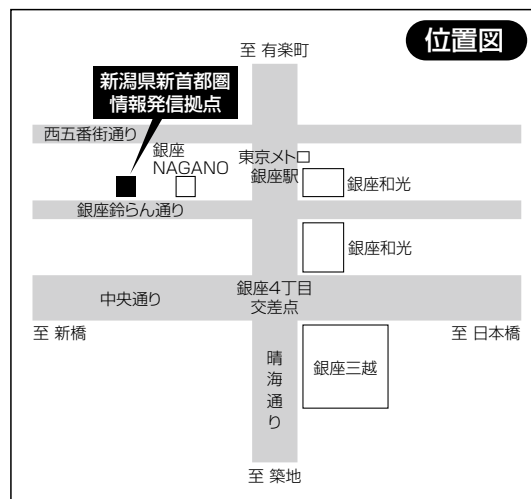 位置図
至 有楽町
新潟県新首都圏
情報発信拠点
西五番街通り
銀座
NAGANO
東京メトロ
銀座駅
銀座和光
銀座鈴らん通り
銀座和光
中央通り
銀座4丁目
交差点
至 新橋
至 日本橋
晴海通り
銀座三越
至 築地